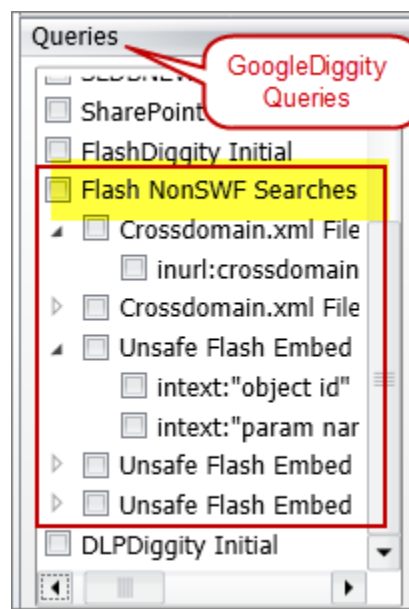 Queries
GoogleDiggity
Queries
SharePoint
FlashDiggity Initial
Flash NonSWF Searches
Crossdomain.xml File
inurl:crossdomain
Crossdomain.xml File
Unsafe Flash Embed
intext:"object id"
intext:"param nar
Unsafe Flash Embed
Unsafe Flash Embed
DLPDiggity Initial